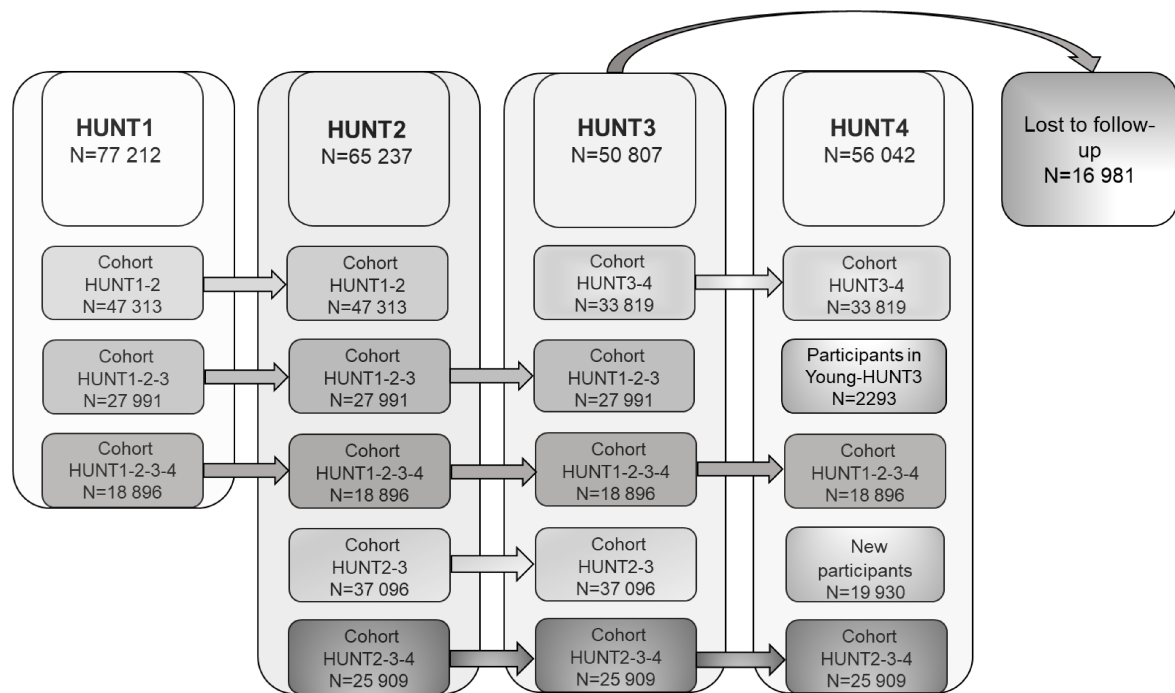 HUNT1
N=77 212
Cohort
HUNT1-2
N=47 313
Cohort
HUNT1-2-3
N=27 991
Cohort
HUNT1-2-3-4
N=18 896
HUNT2
N=65 237
Cohort
HUNT1-2
N=47 313
Cohort
HUNT1-2-3
N=27 991
Cohort
HUNT1-2-3-4
N=18 896
Cohort
HUNT2-3
N=37 096
Cohort
HUNT2-3-4
N=25 909
HUNT3
N=50 807
Cohort
HUNT3-4
N=33 819
Cohort
HUNT1-2-3
N=27 991
Cohort
HUNT1-2-3-4
N=18 896
Cohort
HUNT2-3
N=37 096
Cohort
HUNT2-3-4
N=25 909
HUNT4
N=56 042
Cohort
HUNT3-4
N=33 819
Participants in
Young-HUNT3
N=2293
Cohort
HUNT1-2-3-4
N=18 896
New
participants
N=19 930
Cohort
HUNT2-3-4
N=25 909
Lost to follow-
up
N=16 981